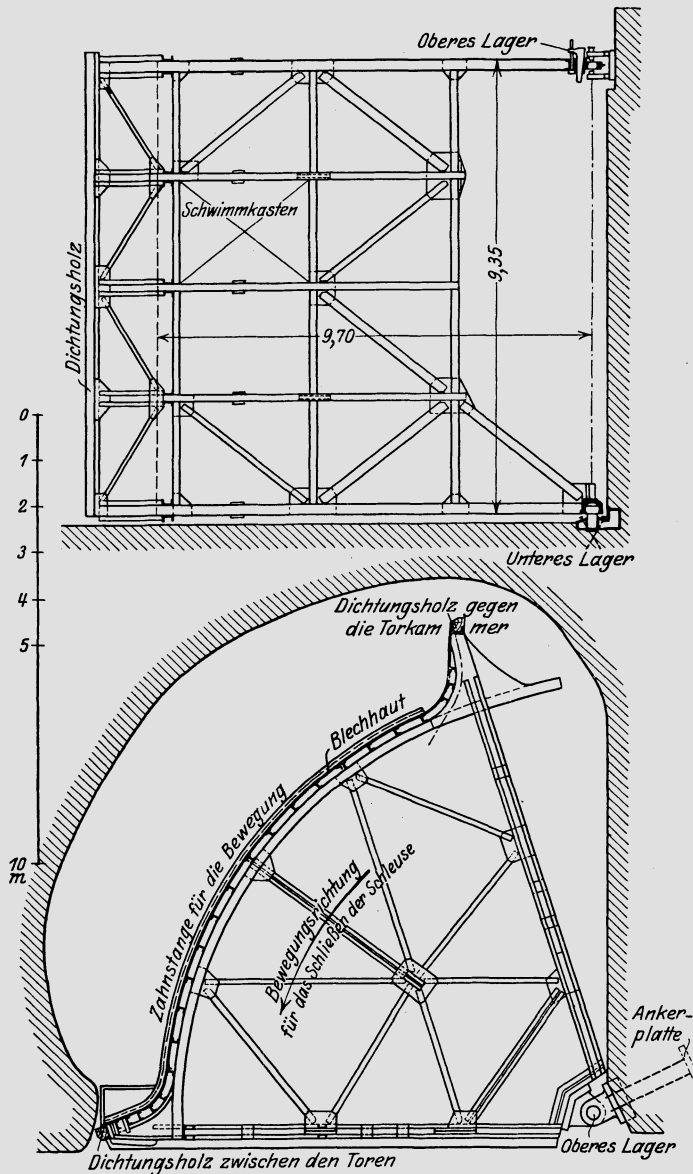 Oberes Lager
Schwimmkasten
Dichtungsholz
9,35
9,70
0
1
2
Unteres Lager
3
4
5
10
m
Dichtungsholz gegen
die Torkam mer
Blechhaut
Zahnstange für die Bewegung
Bewegungsrichtung
für das Schließen der Schleuse
Anker-
platte
Oberes Lager
Dichtungsholz zwischen den Toren